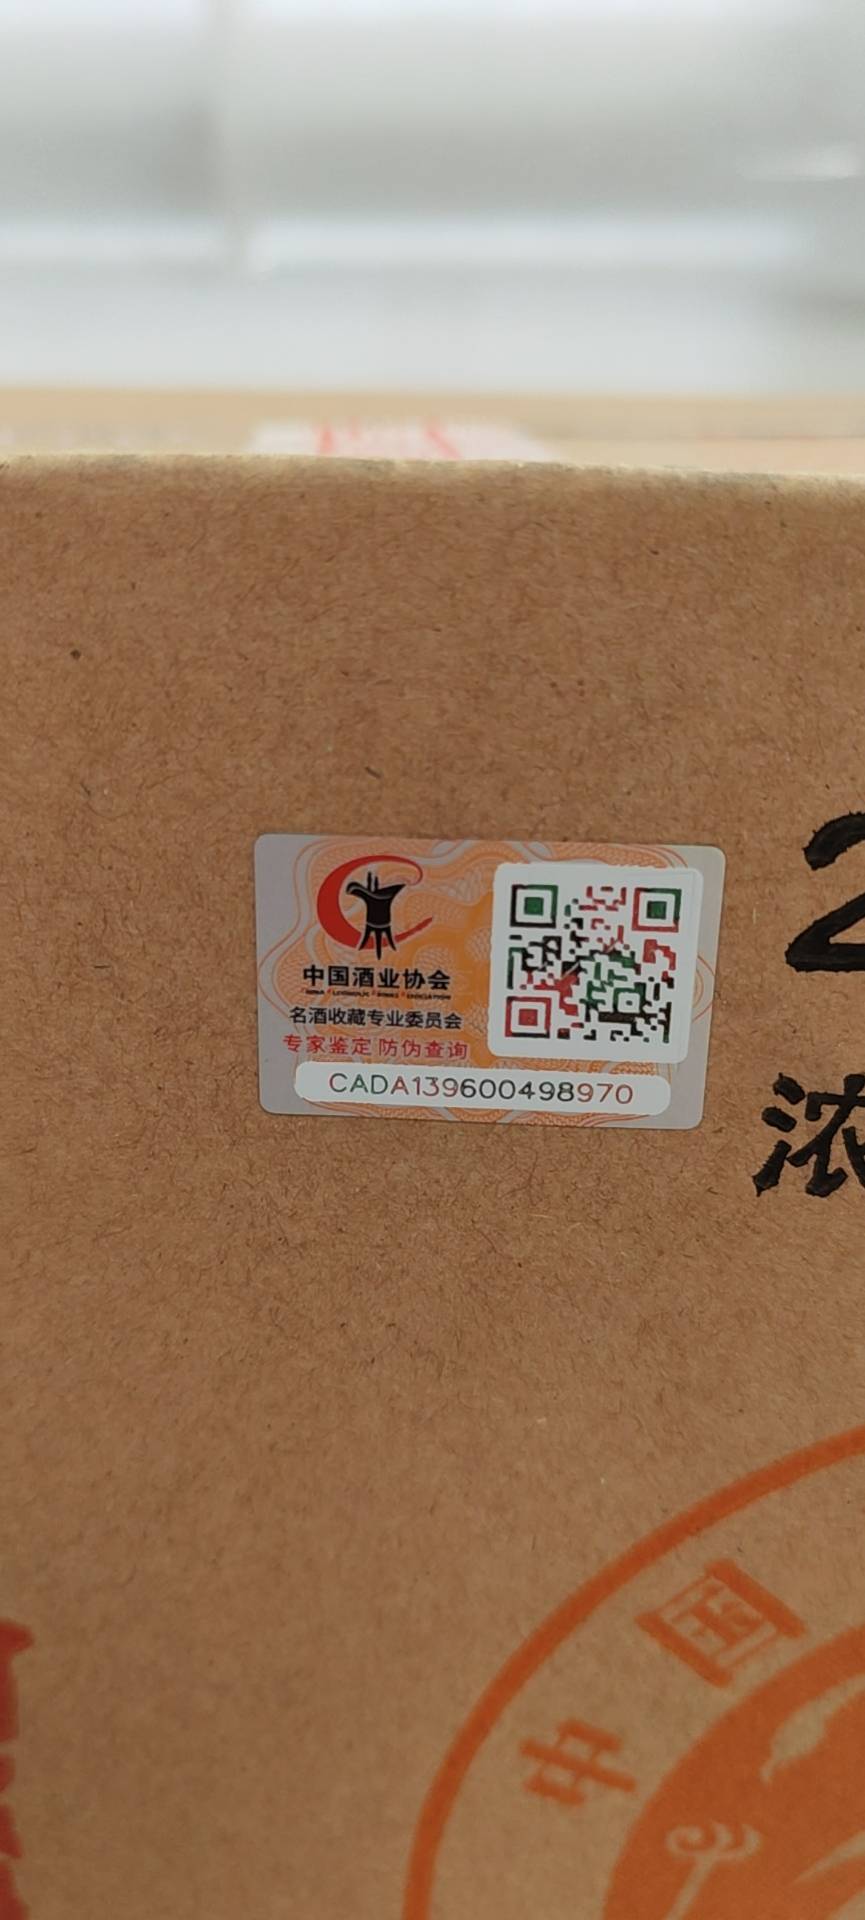 中国酒业协会
名酒收藏专业委员会
专家鉴定 防伪查询
CADA139600498970
2
浓
中国